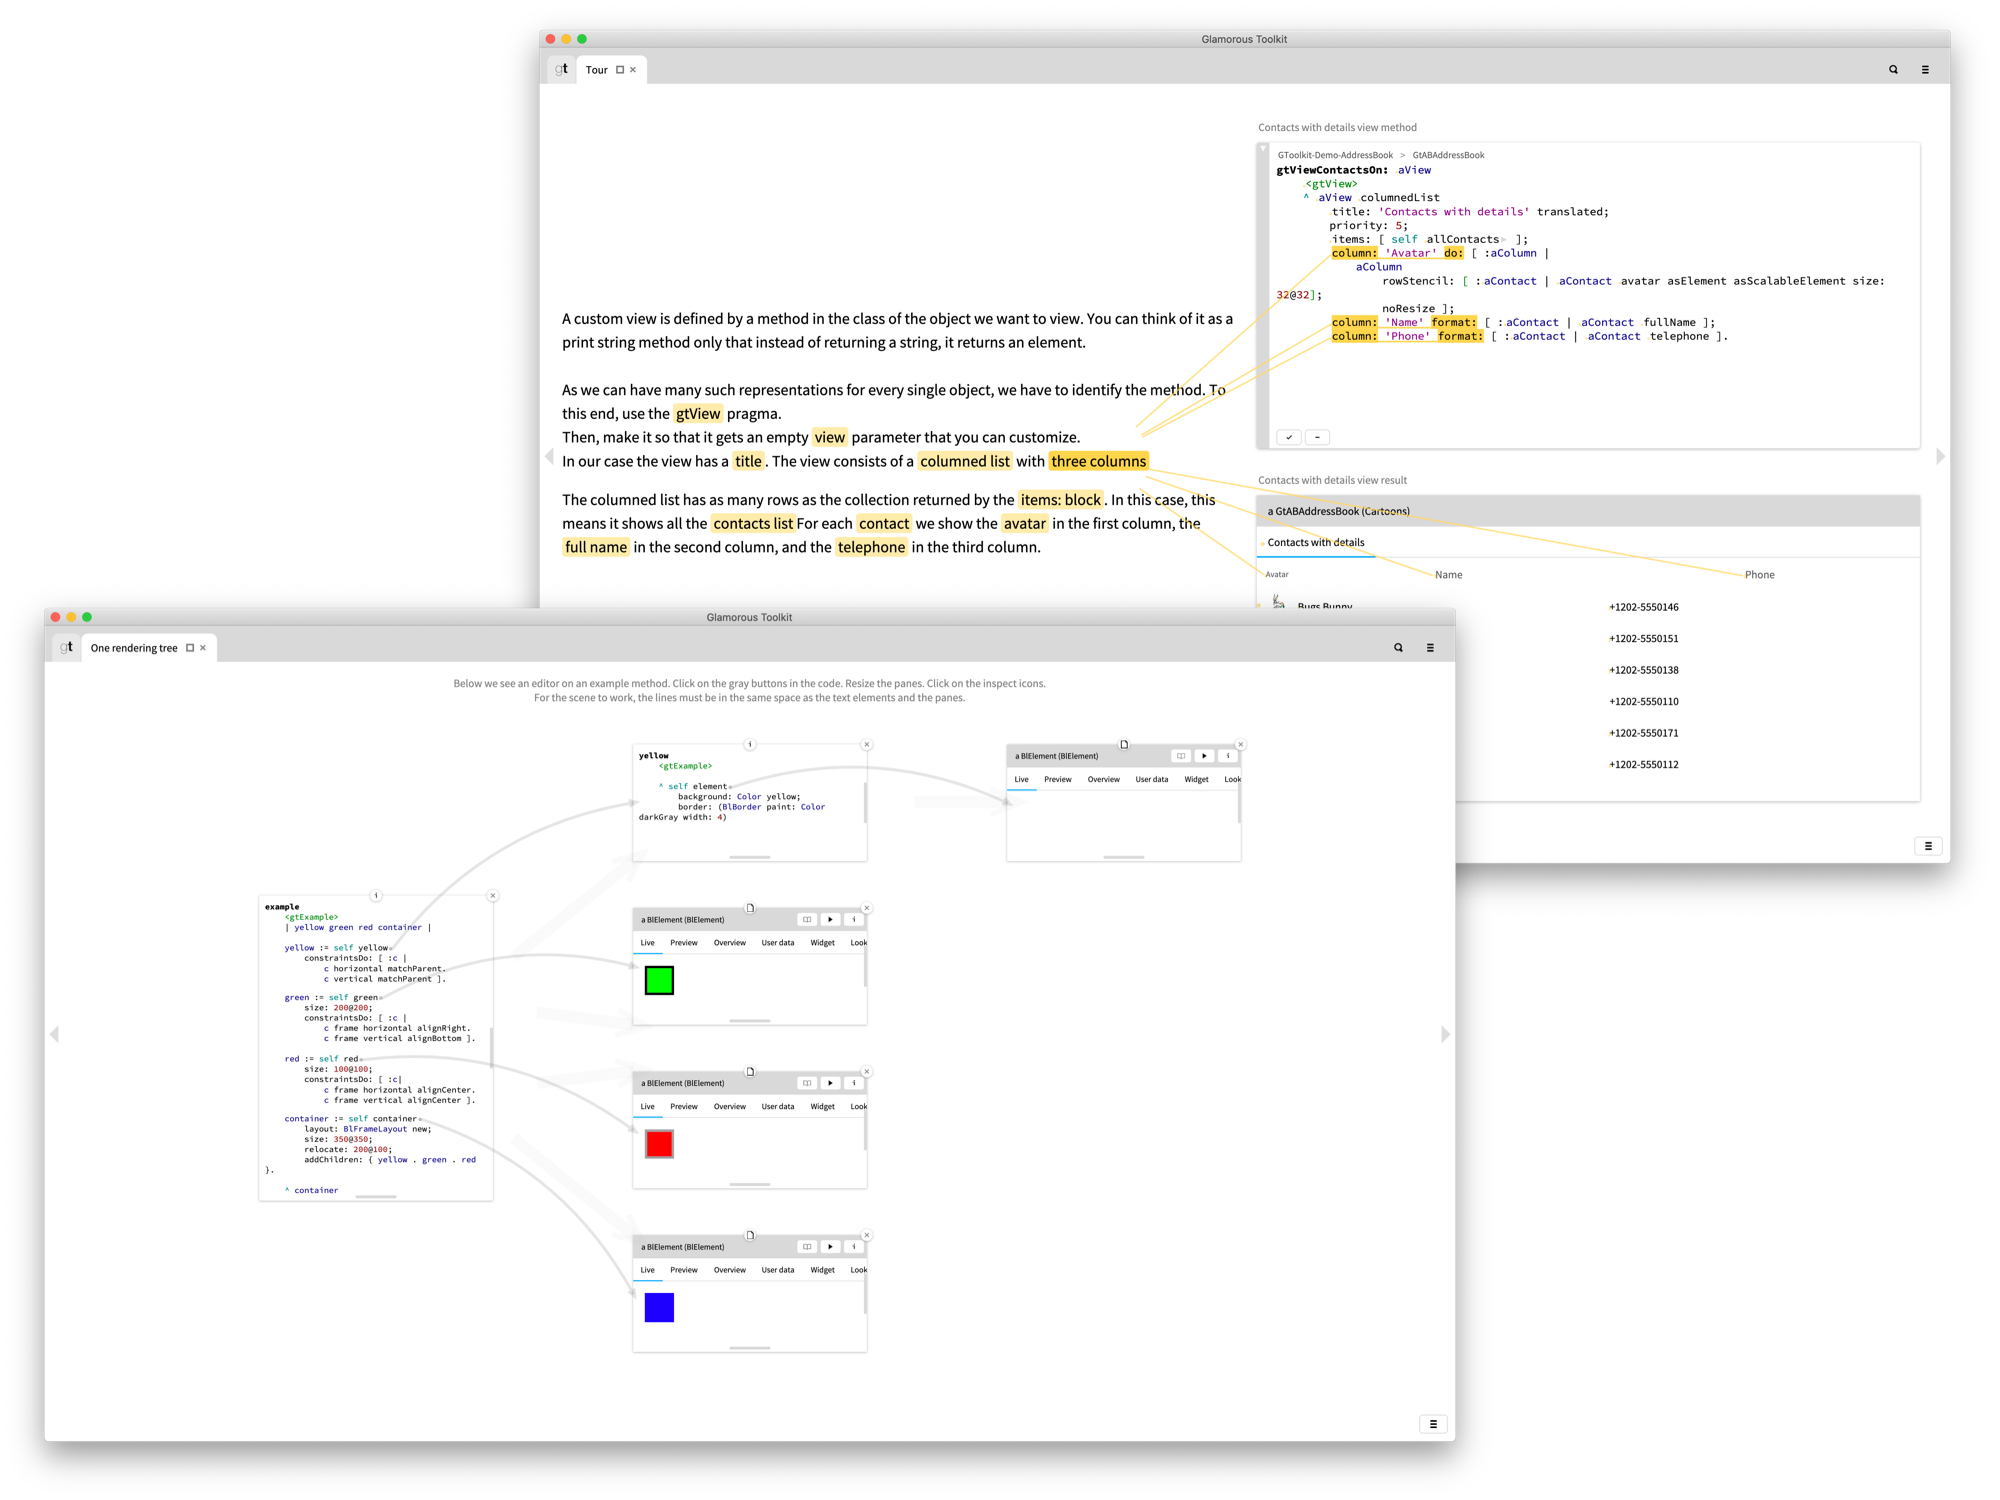 Glamorous Toolkit
gt
Tour
Contacts with details view method
GToolkit-Demo-AddressBook > GtABAddressBook
gtViewContactsOn: aView
<gtView>
^ aView columnedList
title: 'Contacts with details' translated;
priority: 5;
items: [ self allContacts ];
column: 'Avatar' do: [ :aColumn |
aColumn
rowStencil: [ :aContact | aContact avatar asElement asScalableElement size:
32@32];
noResize ];
column: 'Name' format: [ :aContact | aContact fullName ];
column: 'Phone' format: [ :aContact | aContact telephone ].
A custom view is defined by a method in the class of the object we want to view. You can think of it as a
print string method only that instead of returning a string, it returns an element.
As we can have many such representations for every single object, we have to identify the method. To
this end, use the gtView pragma.
Then, make it so that it gets an empty view parameter that you can customize.
In our case the view has a title. The view consists of a columned list with three columns
The columned list has as many rows as the collection returned by the items: block. In this case, this
means it shows all the contacts list For each contact we show the avatar in the first column, the
full name in the second column, and the telephone in the third column.
Contacts with details view result
a GtABAddressBook (Cartoons)
Contacts with details
Avatar Name Phone
Bugs Bunny +1202-5550146
+1202-5550151
+1202-5550138
+1202-5550110
+1202-5550171
+1202-5550112
Glamorous Toolkit
gt
One rendering tree
Below we see an editor on an example method. Click on the gray buttons in the code. Resize the panes. Click on the inspect icons.
For the scene to work, the lines must be in the same space as the text elements and the panes.
i
example
<gtExample>
| yellow green red container |
yellow := self yellow
constraintsDo: [ :c |
c horizontal matchParent.
c vertical matchParent ].
green := self green
size: 200@200;
constraintsDo: [ :c |
c frame horizontal alignRight.
c frame vertical alignBottom ].
red := self red
size: 100@100;
constraintsDo: [ :c|
c frame horizontal alignCenter.
c frame vertical alignCenter ].
container := self container
layout: BlFrameLayout new;
size: 350@350;
relocate: 200@100;
addChildren: { yellow . green . red
}.
^ container
i
yellow
<gtExample>
^ self element
background: Color yellow;
border: (BlBorder paint: Color
darkGray width: 4)
a BlElement (BlElement) i
Live Preview Overview User data Widget Look
a BlElement (BlElement) i
Live Preview Overview User data Widget Look
a BlElement (BlElement) i
Live Preview Overview User data Widget Look
a BlElement (BlElement) i
Live Preview Overview User data Widget Look